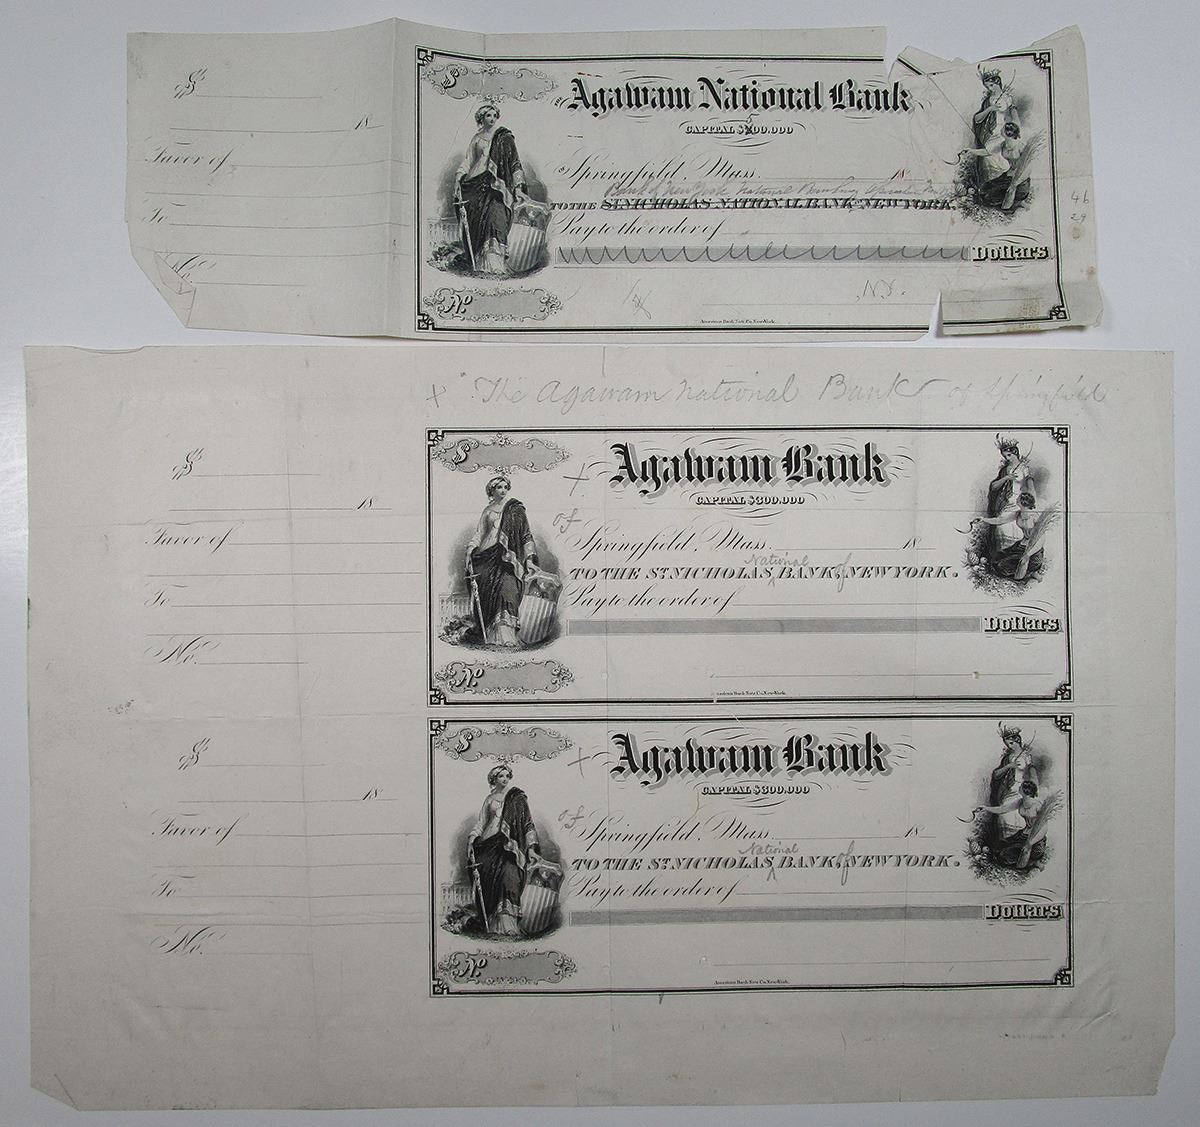 $
18
Favor of
To
No.
$
The Agawam National Bank
CAPITAL $500.000
Springfield, Mass. 18
Bank of New York National Banking Association
TO THE ST. NICHOLAS NATIONAL BANK, NEW YORK.
Pay to the order of
Dollars
No
N.Y.
American Bank Note Co. New-York.
46
29
+ "The Agawam National Bank of Springfield
$
18
Favor of
To
No.
$
+ Agawam Bank
CAPITAL $300.000
of Springfield, Mass. 18
National
TO THE ST. NICHOLAS ^ BANK, of NEW YORK.
Pay to the order of
Dollars
No
American Bank Note Co. New-York.
$
18
Favor of
To
No.
$
+ Agawam Bank
CAPITAL $300.000
of Springfield, Mass. 18
National
TO THE ST. NICHOLAS ^ BANK, of NEW YORK.
Pay to the order of
Dollars
No
American Bank Note Co. New-York.